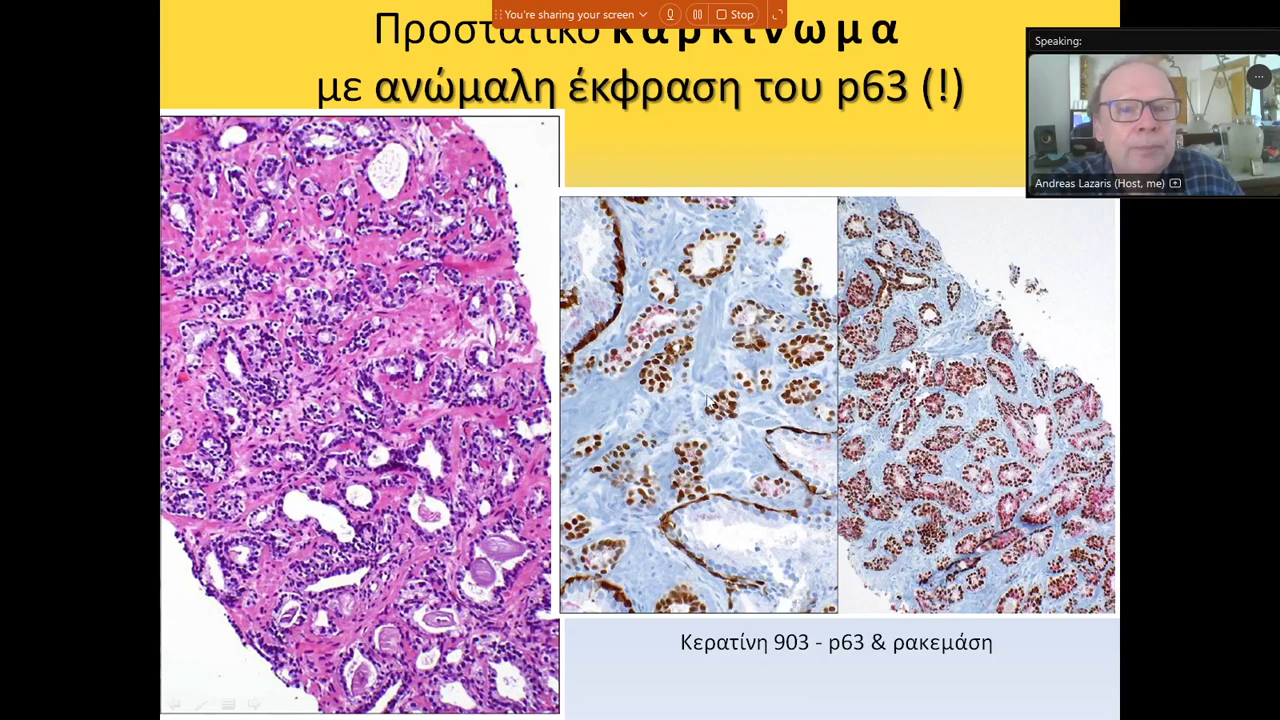 You're sharing your screen
Stop
Προστατικό καρκίνωμα
με ανώμαλη έκφραση του p63 (!)
Speaking:
Andreas Lazaris (Host, me)
Κερατίνη 903 - p63 & ρακεμάση